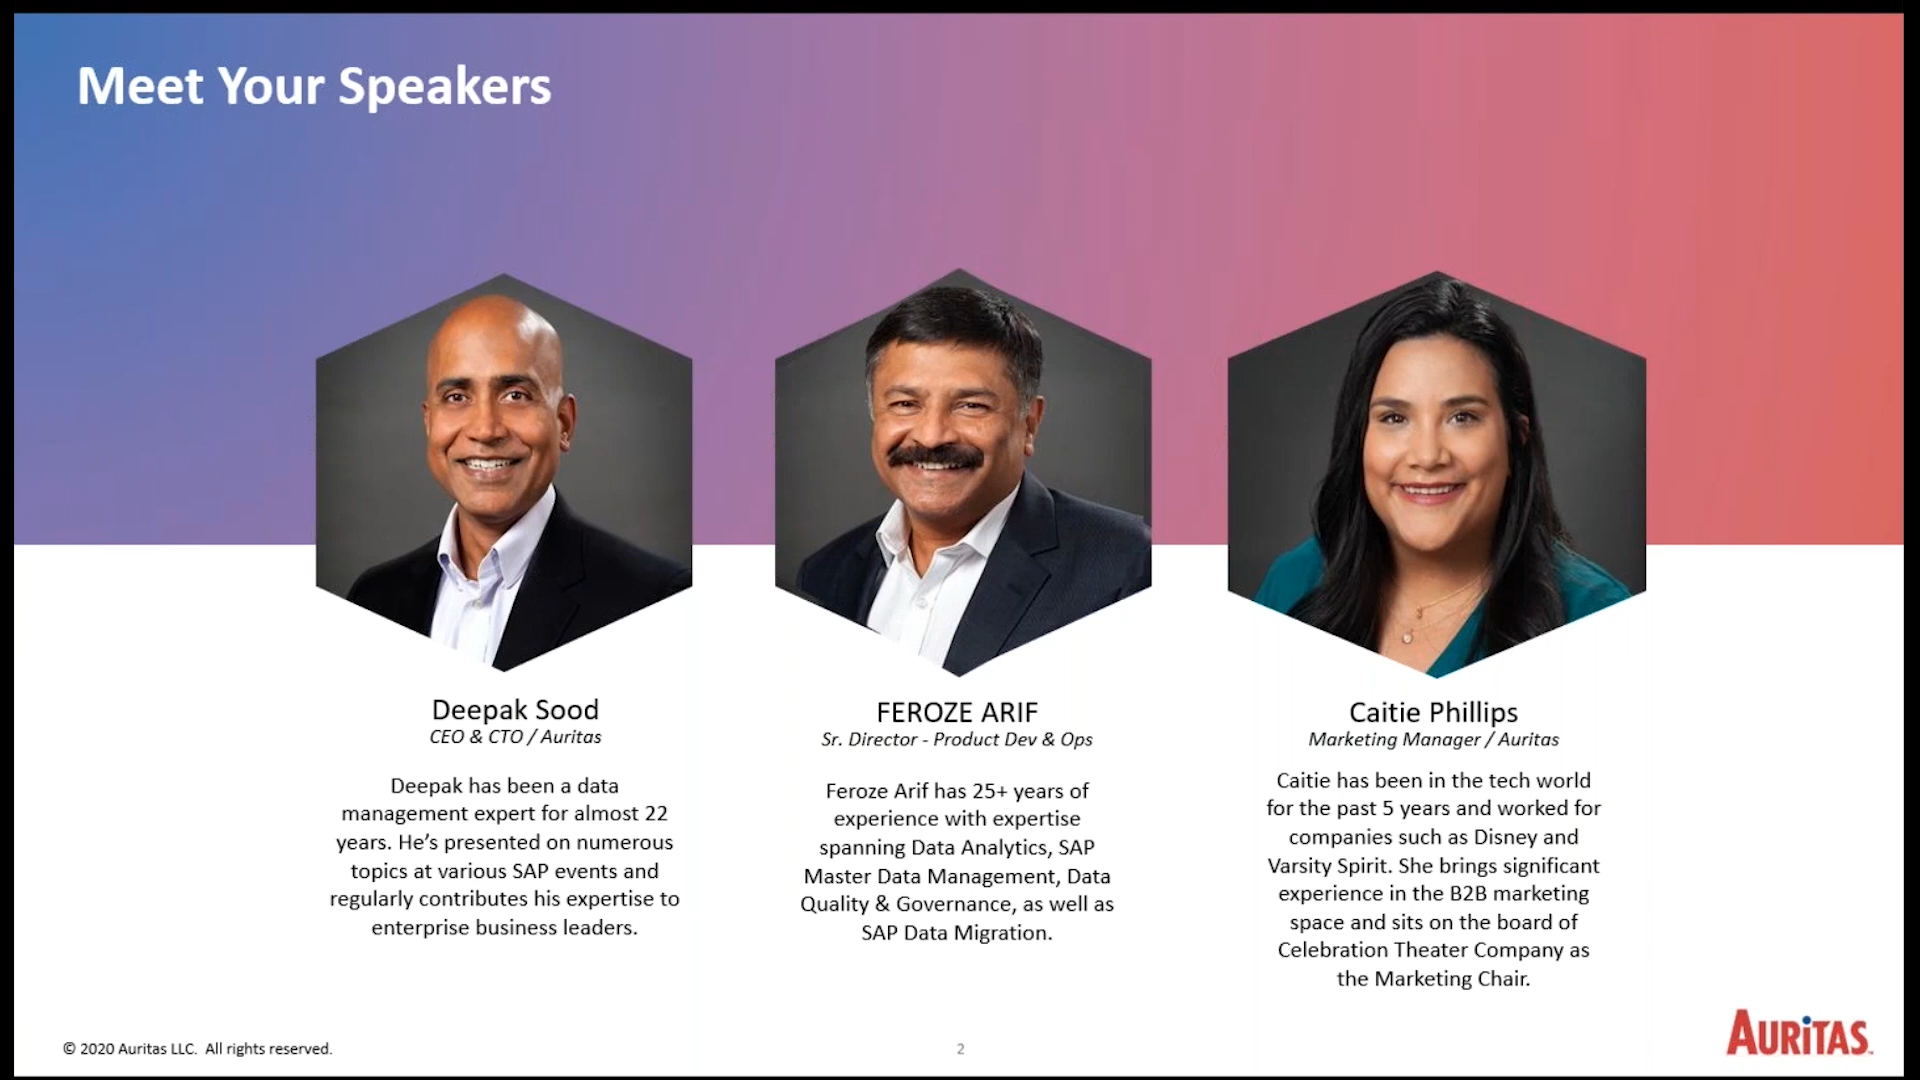 Meet Your Speakers
Deepak Sood
CEO & CTO / Auritas
Deepak has been a data
management expert for almost 22
years. He’s presented on numerous
topics at various SAP events and
regularly contributes his expertise to
enterprise business leaders.
FEROZE ARIF
Sr. Director - Product Dev & Ops
Feroze Arif has 25+ years of
experience with expertise
spanning Data Analytics, SAP
Master Data Management, Data
Quality & Governance, as well as
SAP Data Migration.
Caitie Phillips
Marketing Manager / Auritas
Caitie has been in the tech world
for the past 5 years and worked for
companies such as Disney and
Varsity Spirit. She brings significant
experience in the B2B marketing
space and sits on the board of
Celebration Theater Company as
the Marketing Chair.
© 2020 Auritas LLC.  All rights reserved.
2
AURiTAS™